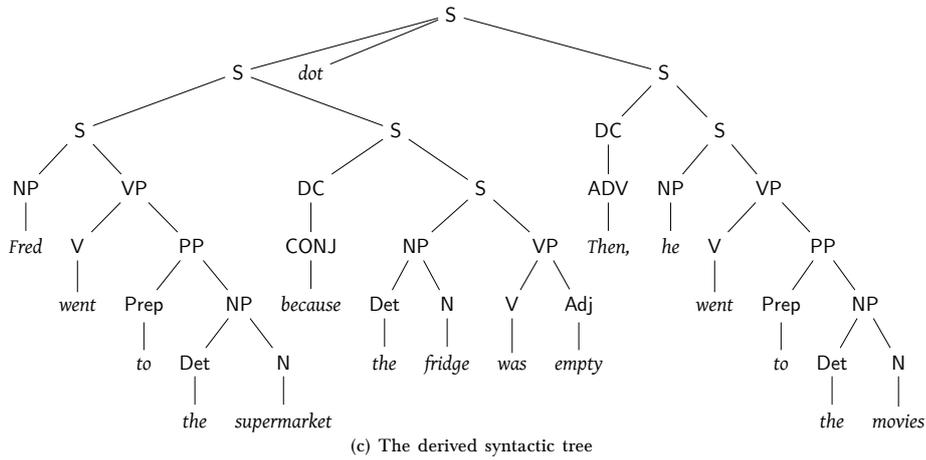 S
S dot S
S S DC S
NP VP DC S ADV NP VP
Fred V PP CONJ NP VP Then, he V PP
went Prep NP because Det N V Adj went Prep NP
to Det N the fridge was empty to Det N
the supermarket the movies
(c) The derived syntactic tree